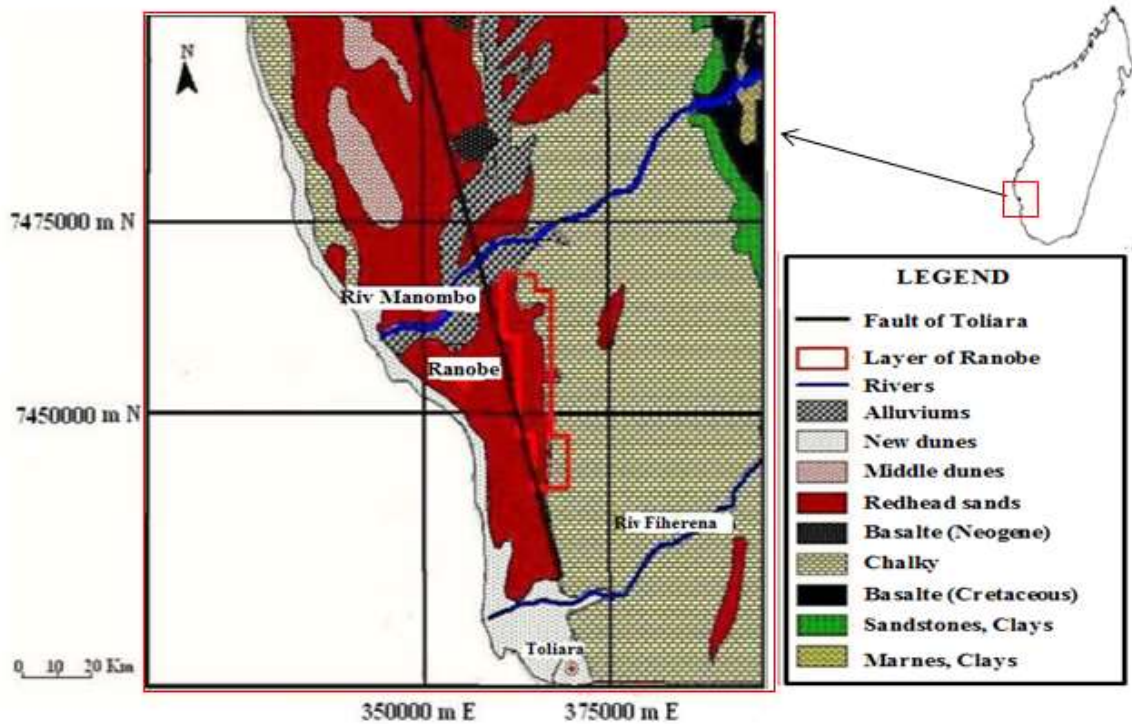 N
7475000 m N
Riv Manombo
Ranobe
7450000 m N
Riv Fiherena
Toliara
0 10 20 Km
350000 m E
375000 m E
LEGEND
Fault of Toliara
Layer of Ranobe
Rivers
Alluviums
New dunes
Middle dunes
Redhead sands
Basalte (Neogene)
Chalky
Basalte (Cretaceous)
Sandstones, Clays
Marnes, Clays